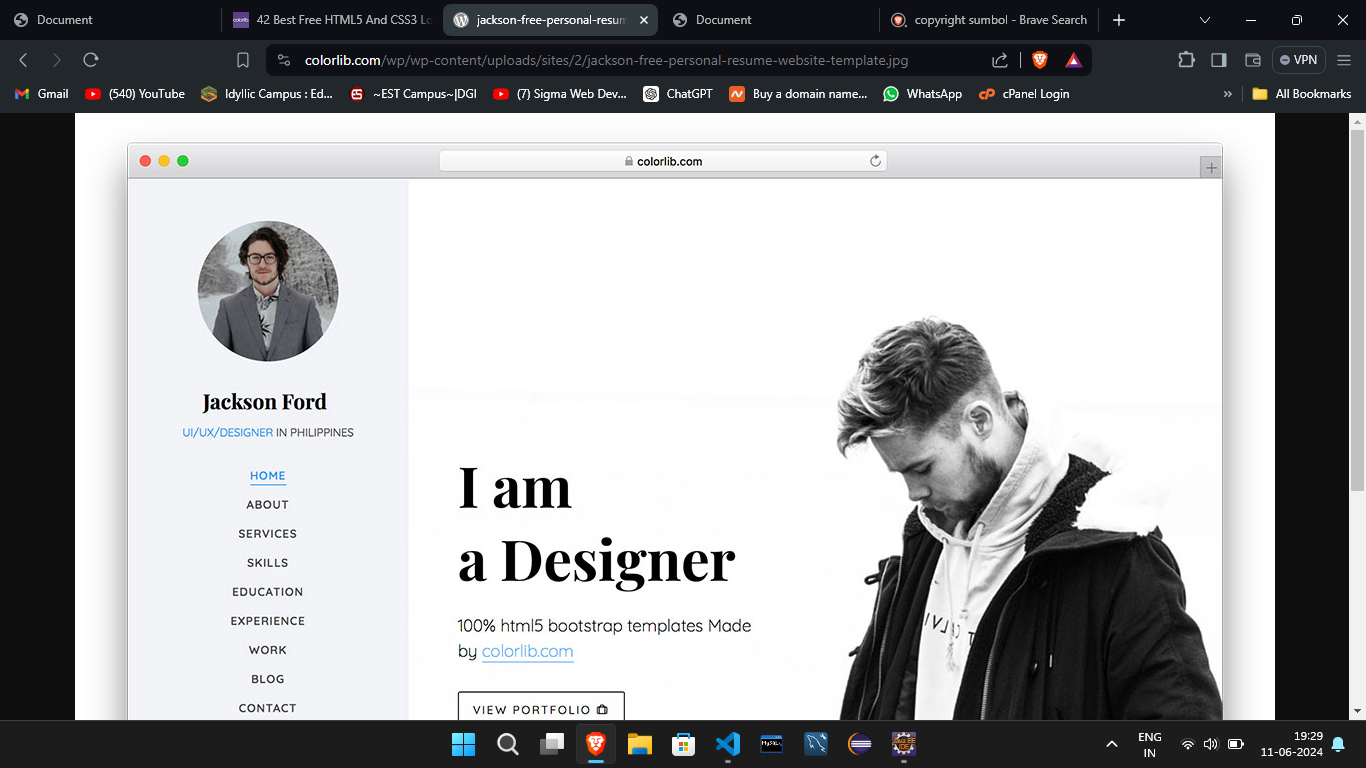 Document
colorlib
42 Best Free HTML5 And CSS3 Lo
jackson-free-personal-resum
Document
copyright sumbol - Brave Search
colorlib.com/wp/wp-content/uploads/sites/2/jackson-free-personal-resume-website-template.jpg
VPN
Gmail
(540) YouTube
Idyllic Campus : Ed...
~EST Campus~|DGI
(7) Sigma Web Dev...
ChatGPT
Buy a domain name...
WhatsApp
cPanel Login
All Bookmarks
colorlib.com
Jackson Ford
UI/UX/DESIGNER IN PHILIPPINES
HOME
ABOUT
SERVICES
SKILLS
EDUCATION
EXPERIENCE
WORK
BLOG
CONTACT
I am
a Designer
100% html5 bootstrap templates Made
by colorlib.com
VIEW PORTFOLIO
ENG
IN
19:29
11-06-2024